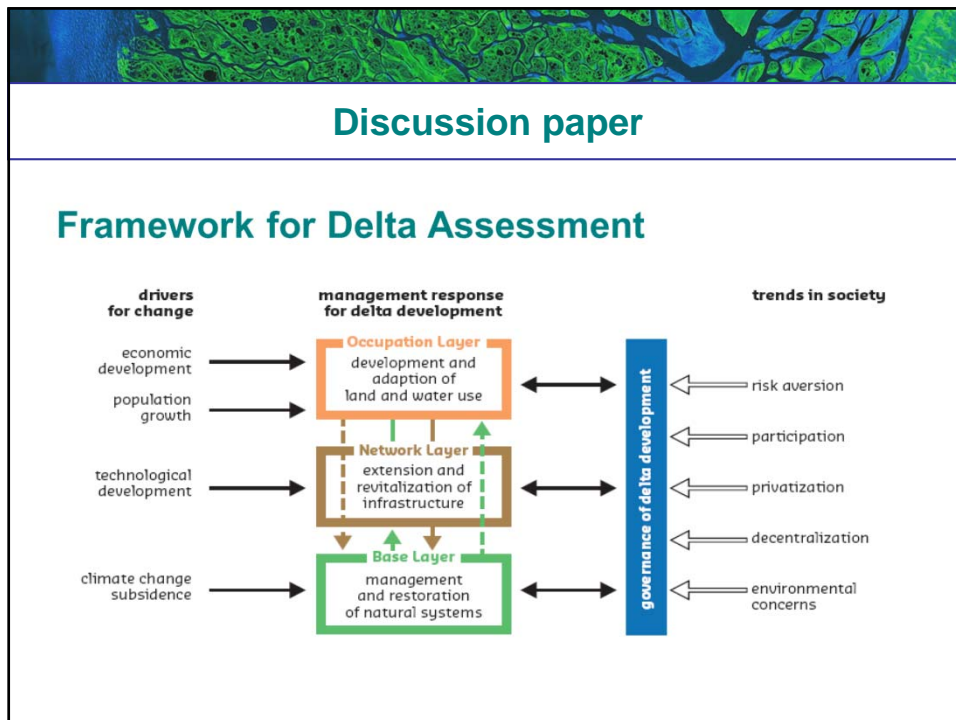 Discussion paper
Framework for Delta Assessment
drivers
for change
management response
for delta development
trends in society
economic
development
population
growth
technological
development
climate change
subsidence
Occupation Layer
development and
adaption of
land and water use
Network Layer
extension and
revitalization of
infrastructure
Base Layer
management
and restoration
of natural systems
governance of delta development
risk aversion
participation
privatization
decentralization
environmental
concerns